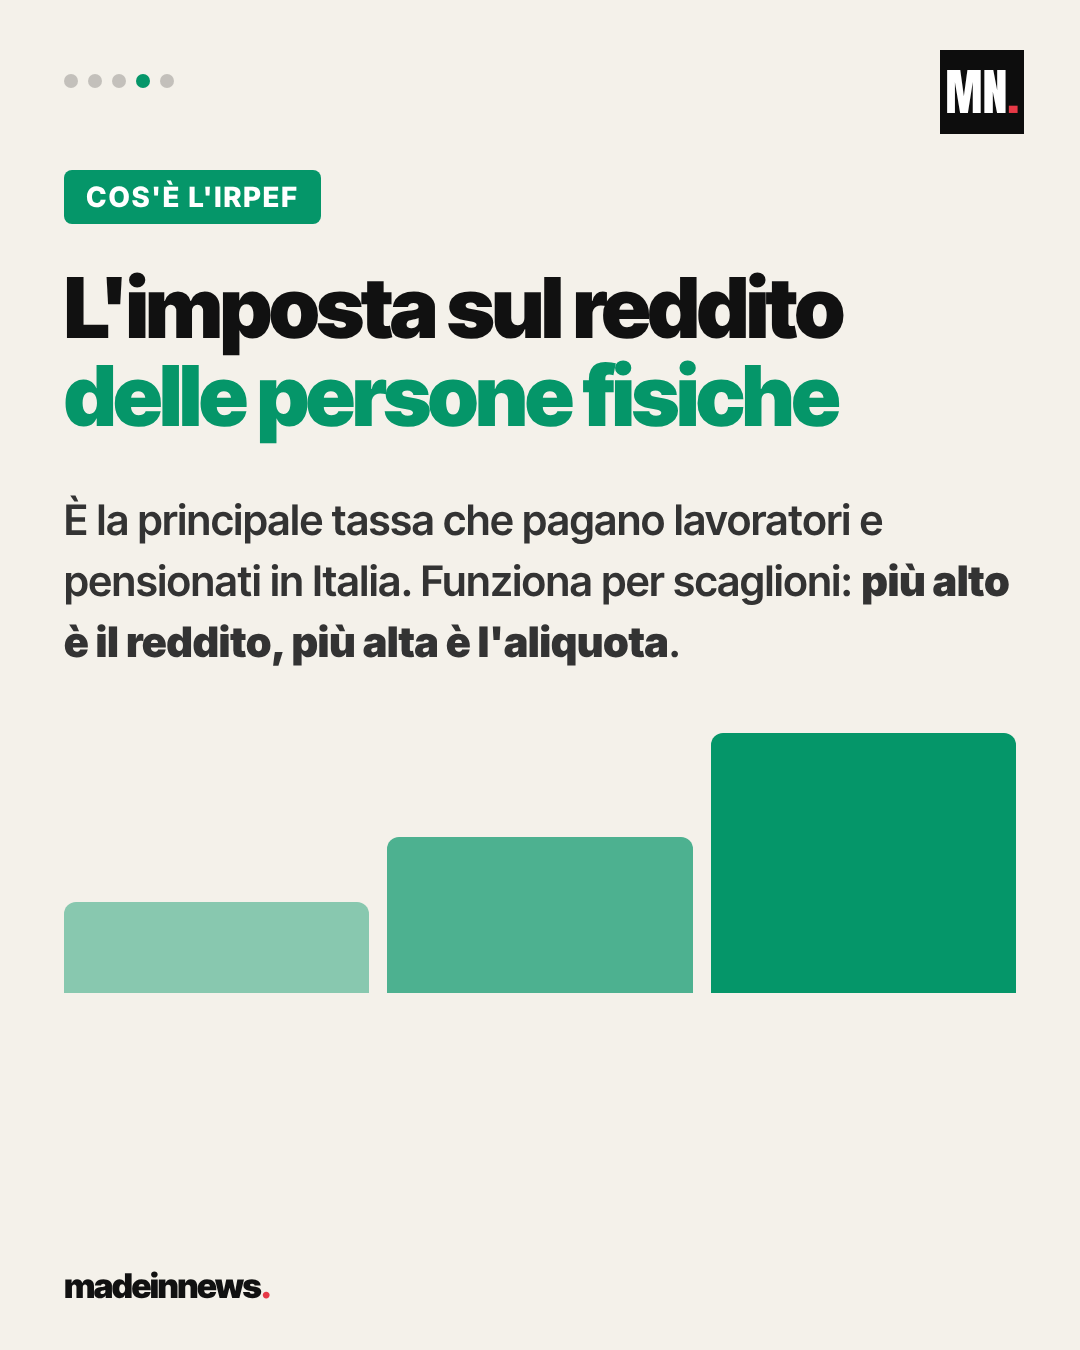 MN.
COS'È L'IRPEF
L'imposta sul reddito
delle persone fisiche
È la principale tassa che pagano lavoratori e
pensionati in Italia. Funziona per scaglioni: più alto
è il reddito, più alta è l'aliquota.
madeinnews.